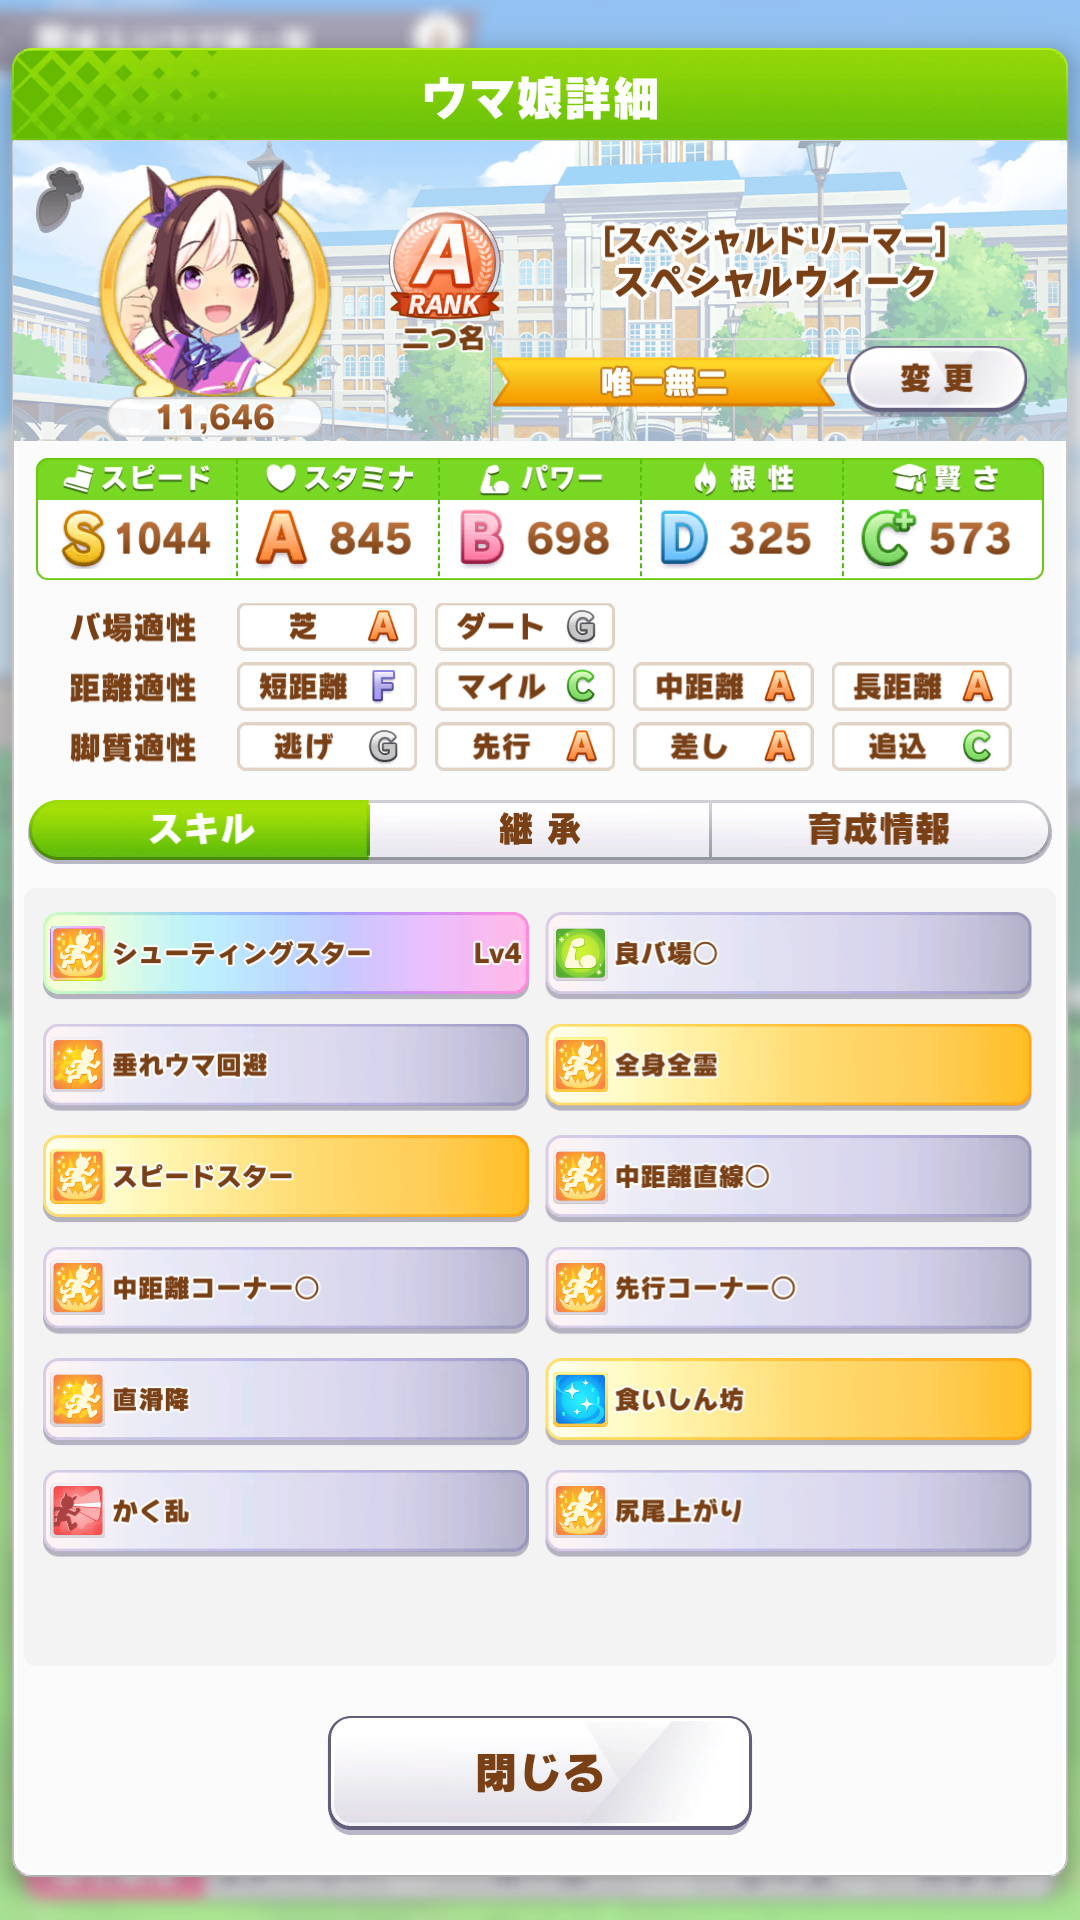 ウマ娘詳細
[スペシャルドリーマー]
スペシャルウィーク
A
RANK
二つ名
唯一無二
変更
11,646
スピード スタミナ パワー 根性 賢さ
S 1044 A 845 B 698 D 325 C+ 573
バ場適性 芝 A ダート G
距離適性 短距離 F マイル C 中距離 A 長距離 A
脚質適性 逃げ G 先行 A 差し A 追込 C
スキル 継承 育成情報
シューティングスター Lv4 良バ場○
垂れウマ回避 全身全霊
スピードスター 中距離直線○
中距離コーナー○ 先行コーナー○
直滑降 食いしん坊
かく乱 尻尾上がり
閉じる